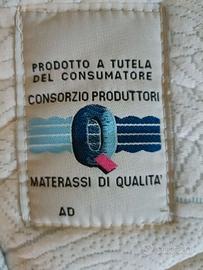 PRODOTTO A TUTELA
DEL CONSUMATORE
CONSORZIO PRODUTTORI
Q
MATERASSI DI QUALITA'
AD